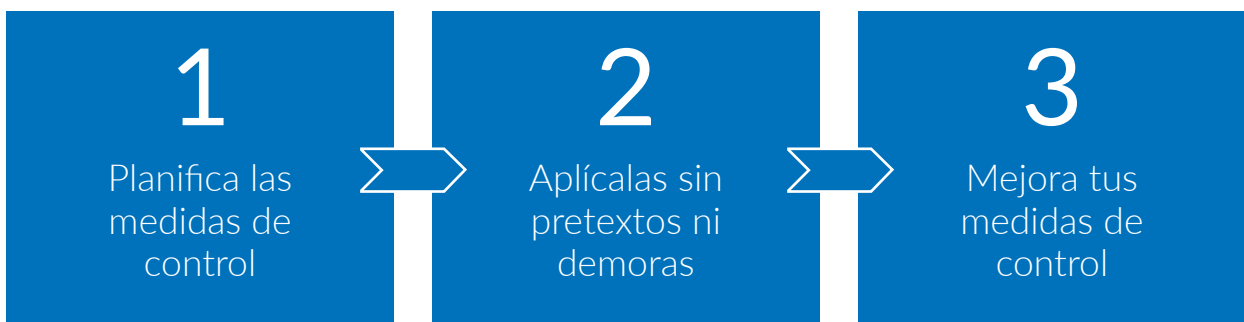 1
Planifica las
medidas de
control
2
Aplícalas sin
pretextos ni
demoras
3
Mejora tus
medidas de
control